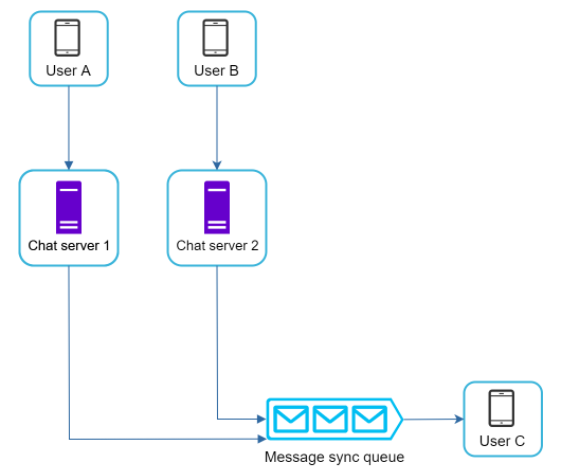 User A
User B
Chat server 1
Chat server 2
Message sync queue
User C